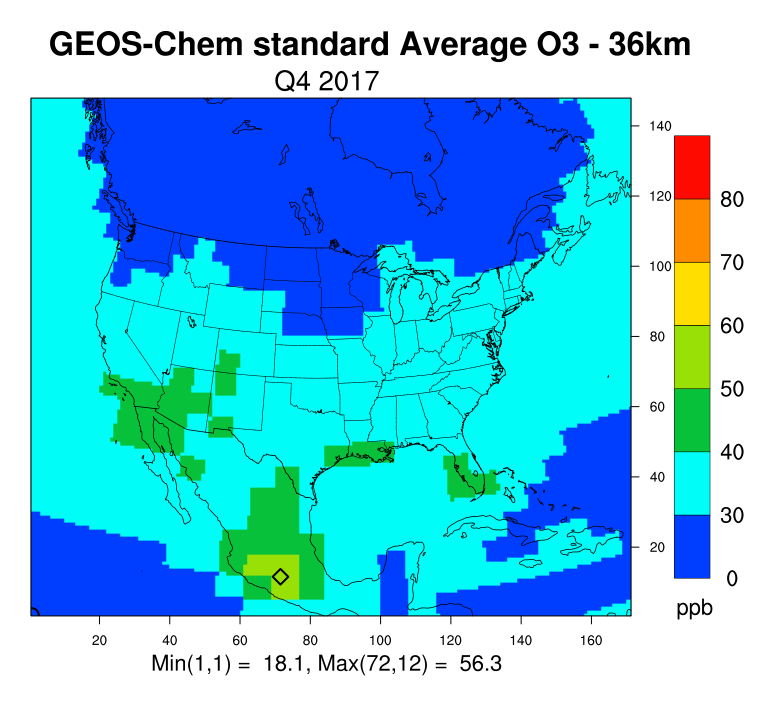 GEOS-Chem standard Average O3 - 36km
Q4 2017
140
120
100
80
60
40
20
80
70
60
50
40
30
0
ppb
20 40 60 80 100 120 140 160
Min(1,1) = 18.1, Max(72,12) = 56.3